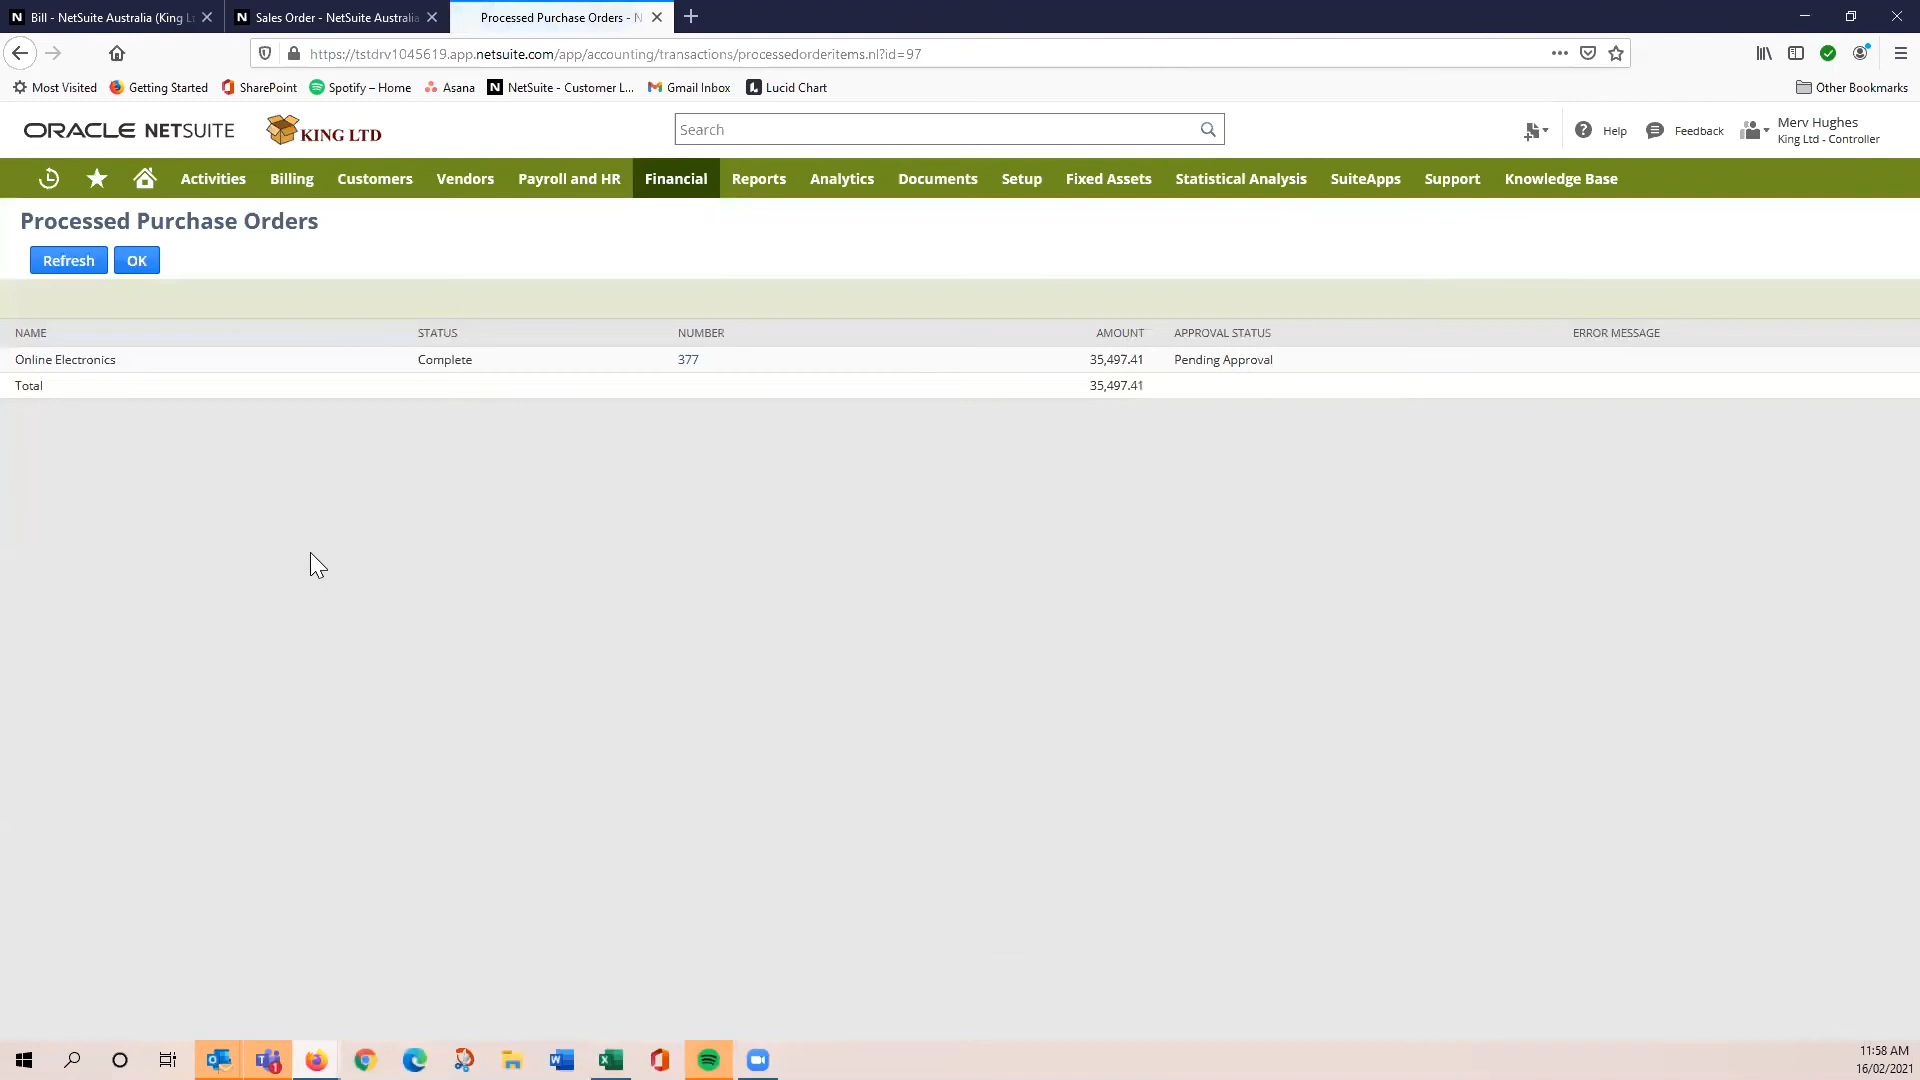 Bill - NetSuite Australia (King Lt
Sales Order - NetSuite Australia
Processed Purchase Orders - N
https://tstdrv1045619.app.netsuite.com/app/accounting/transactions/processedorderitems.nl?id=97
Most Visited
Getting Started
SharePoint
Spotify – Home
Asana
NetSuite - Customer L...
Gmail Inbox
Lucid Chart
Other Bookmarks
ORACLE NETSUITE
KING LTD
Search
Help
Feedback
Merv Hughes
King Ltd - Controller
Activities
Billing
Customers
Vendors
Payroll and HR
Financial
Reports
Analytics
Documents
Setup
Fixed Assets
Statistical Analysis
SuiteApps
Support
Knowledge Base
Processed Purchase Orders
Refresh
OK
NAME STATUS NUMBER AMOUNT APPROVAL STATUS ERROR MESSAGE
Online Electronics Complete 377 35,497.41 Pending Approval
Total 35,497.41
11:58 AM
16/02/2021